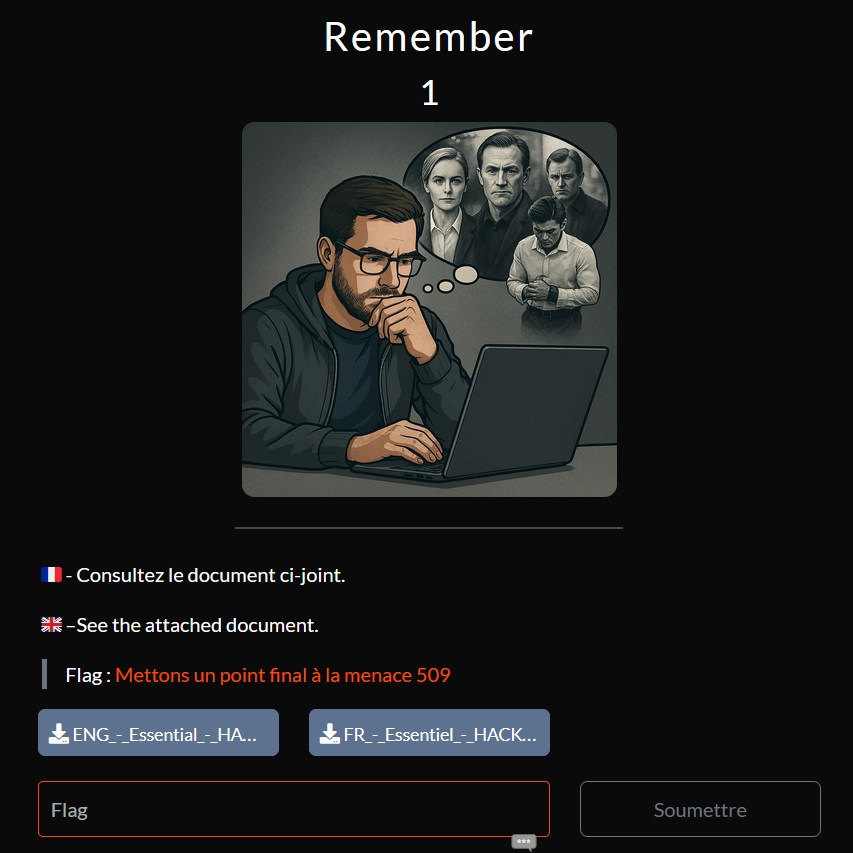 Remember
1
- Consultez le document ci-joint.
–See the attached document.
Flag : Mettons un point final à la menace 509
ENG_-_Essential_-_HA...
FR_-_Essentiel_-_HACK...
Flag
Soumettre